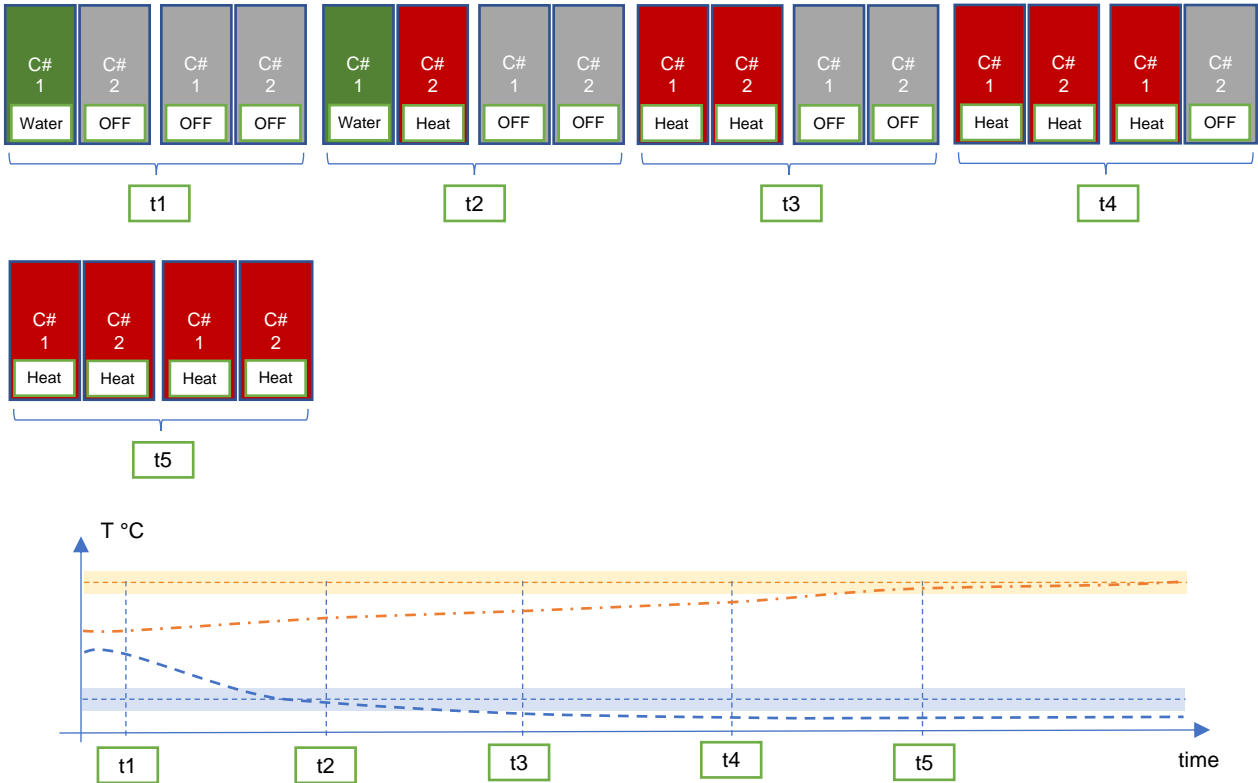 C# C# C# C# C# C# C# C# C# C# C# C# C# C# C# C#
1 2 1 2 1 2 1 2 1 2 1 2 1 2 1 2
Water OFF OFF OFF Water Heat OFF OFF Heat Heat OFF OFF Heat Heat Heat OFF
t1 t2 t3 t4
C# C# C# C#
1 2 1 2
Heat Heat Heat Heat
t5
T °C
t1 t2 t3 t4 t5 time